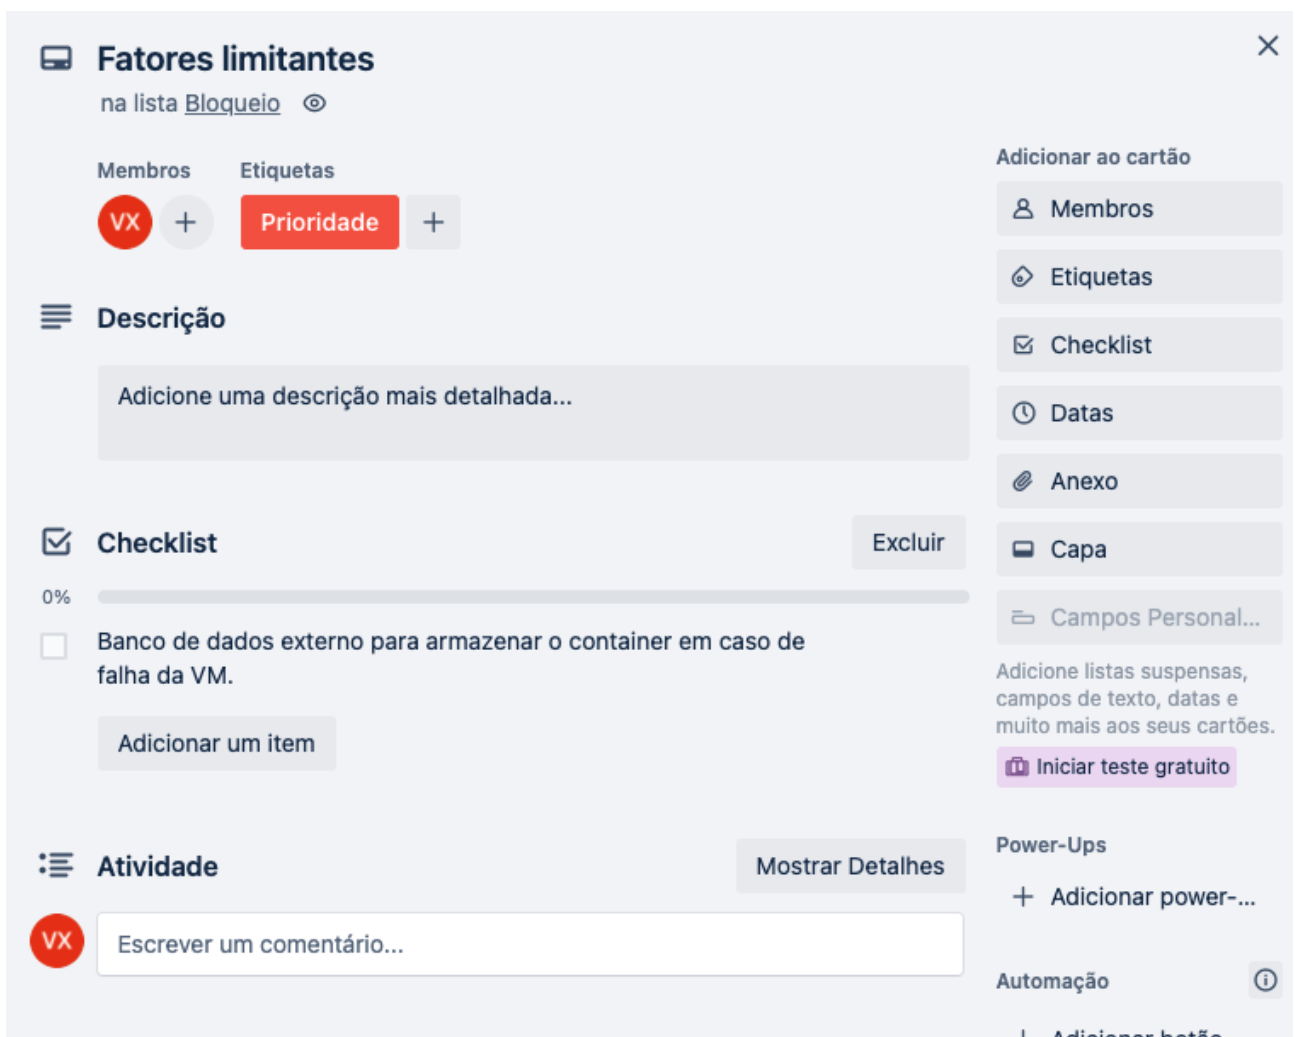 Fatores limitantes
na lista Bloqueio
Membros
Etiquetas
VX
Prioridade
Descrição
Adicione uma descrição mais detalhada...
Checklist
Excluir
0%
Banco de dados externo para armazenar o container em caso de
falha da VM.
Adicionar um item
Atividade
Mostrar Detalhes
VX
Escrever um comentário...
Adicionar ao cartão
Membros
Etiquetas
Checklist
Datas
Anexo
Capa
Campos Personal...
Adicione listas suspensas,
campos de texto, datas e
muito mais aos seus cartões.
Iniciar teste gratuito
Power-Ups
Adicionar power-...
Automação
Adicionar botão